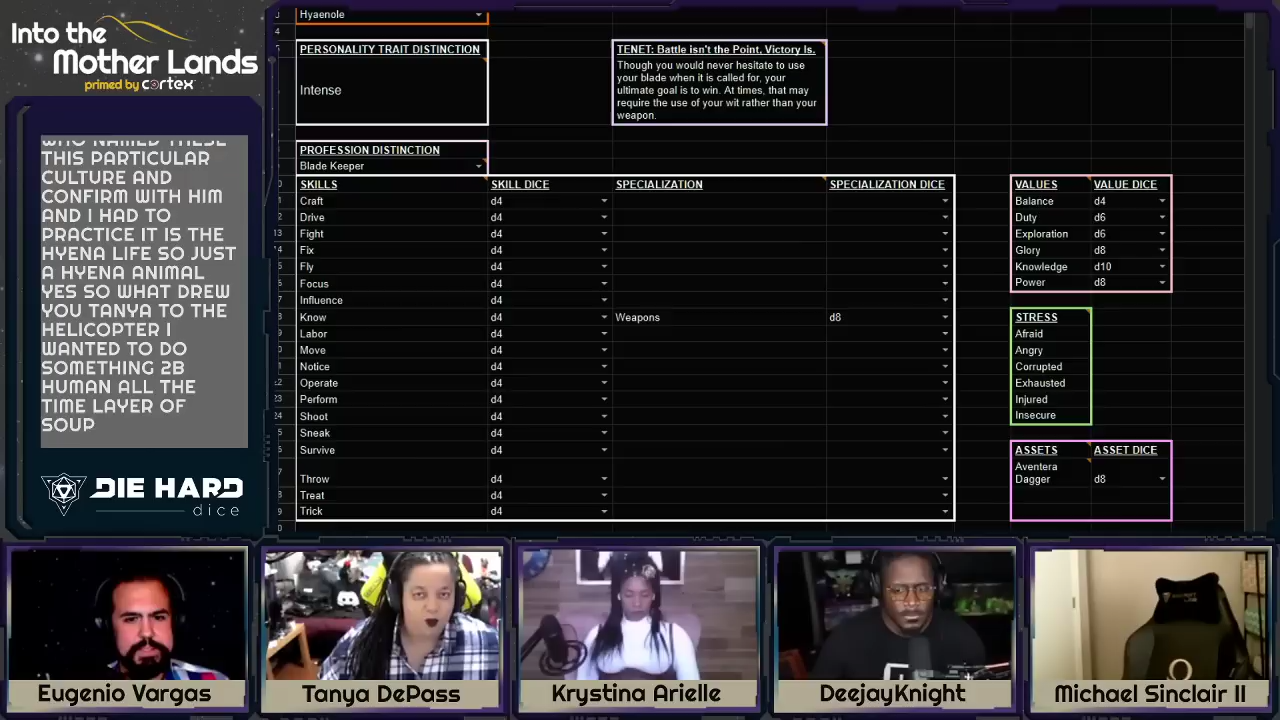 Into the
Mother Lands
primed by cortex
WHO NAMED THESE
THIS PARTICULAR
CULTURE AND
CONFIRM WITH HIM
AND I HAD TO
PRACTICE IT IS THE
HYENA LIFE SO JUST
A HYENA ANIMAL
YES SO WHAT DREW
YOU TANYA TO THE
HELICOPTER I
WANTED TO DO
SOMETHING 2B
HUMAN ALL THE
TIME LAYER OF
SOUP
DIE HARD
dice
Hyaenole
PERSONALITY TRAIT DISTINCTION
Intense
TENET: Battle isn't the Point, Victory Is.
Though you would never hesitate to use
your blade when it is called for, your
ultimate goal is to win. At times, that may
require the use of your wit rather than your
weapon.
PROFESSION DISTINCTION
Blade Keeper
SKILLS SKILL DICE SPECIALIZATION SPECIALIZATION DICE
Craft d4
Drive d4
Fight d4
Fix d4
Fly d4
Focus d4
Influence d4
Know d4 Weapons d8
Labor d4
Move d4
Notice d4
Operate d4
Perform d4
Shoot d4
Sneak d4
Survive d4
Throw d4
Treat d4
Trick d4
VALUES VALUE DICE
Balance d4
Duty d6
Exploration d6
Glory d8
Knowledge d10
Power d8
STRESS
Afraid
Angry
Corrupted
Exhausted
Injured
Insecure
ASSETS ASSET DICE
Aventera
Dagger d8
Eugenio Vargas
Tanya DePass
Krystina Arielle
DeejayKnight
Michael Sinclair II